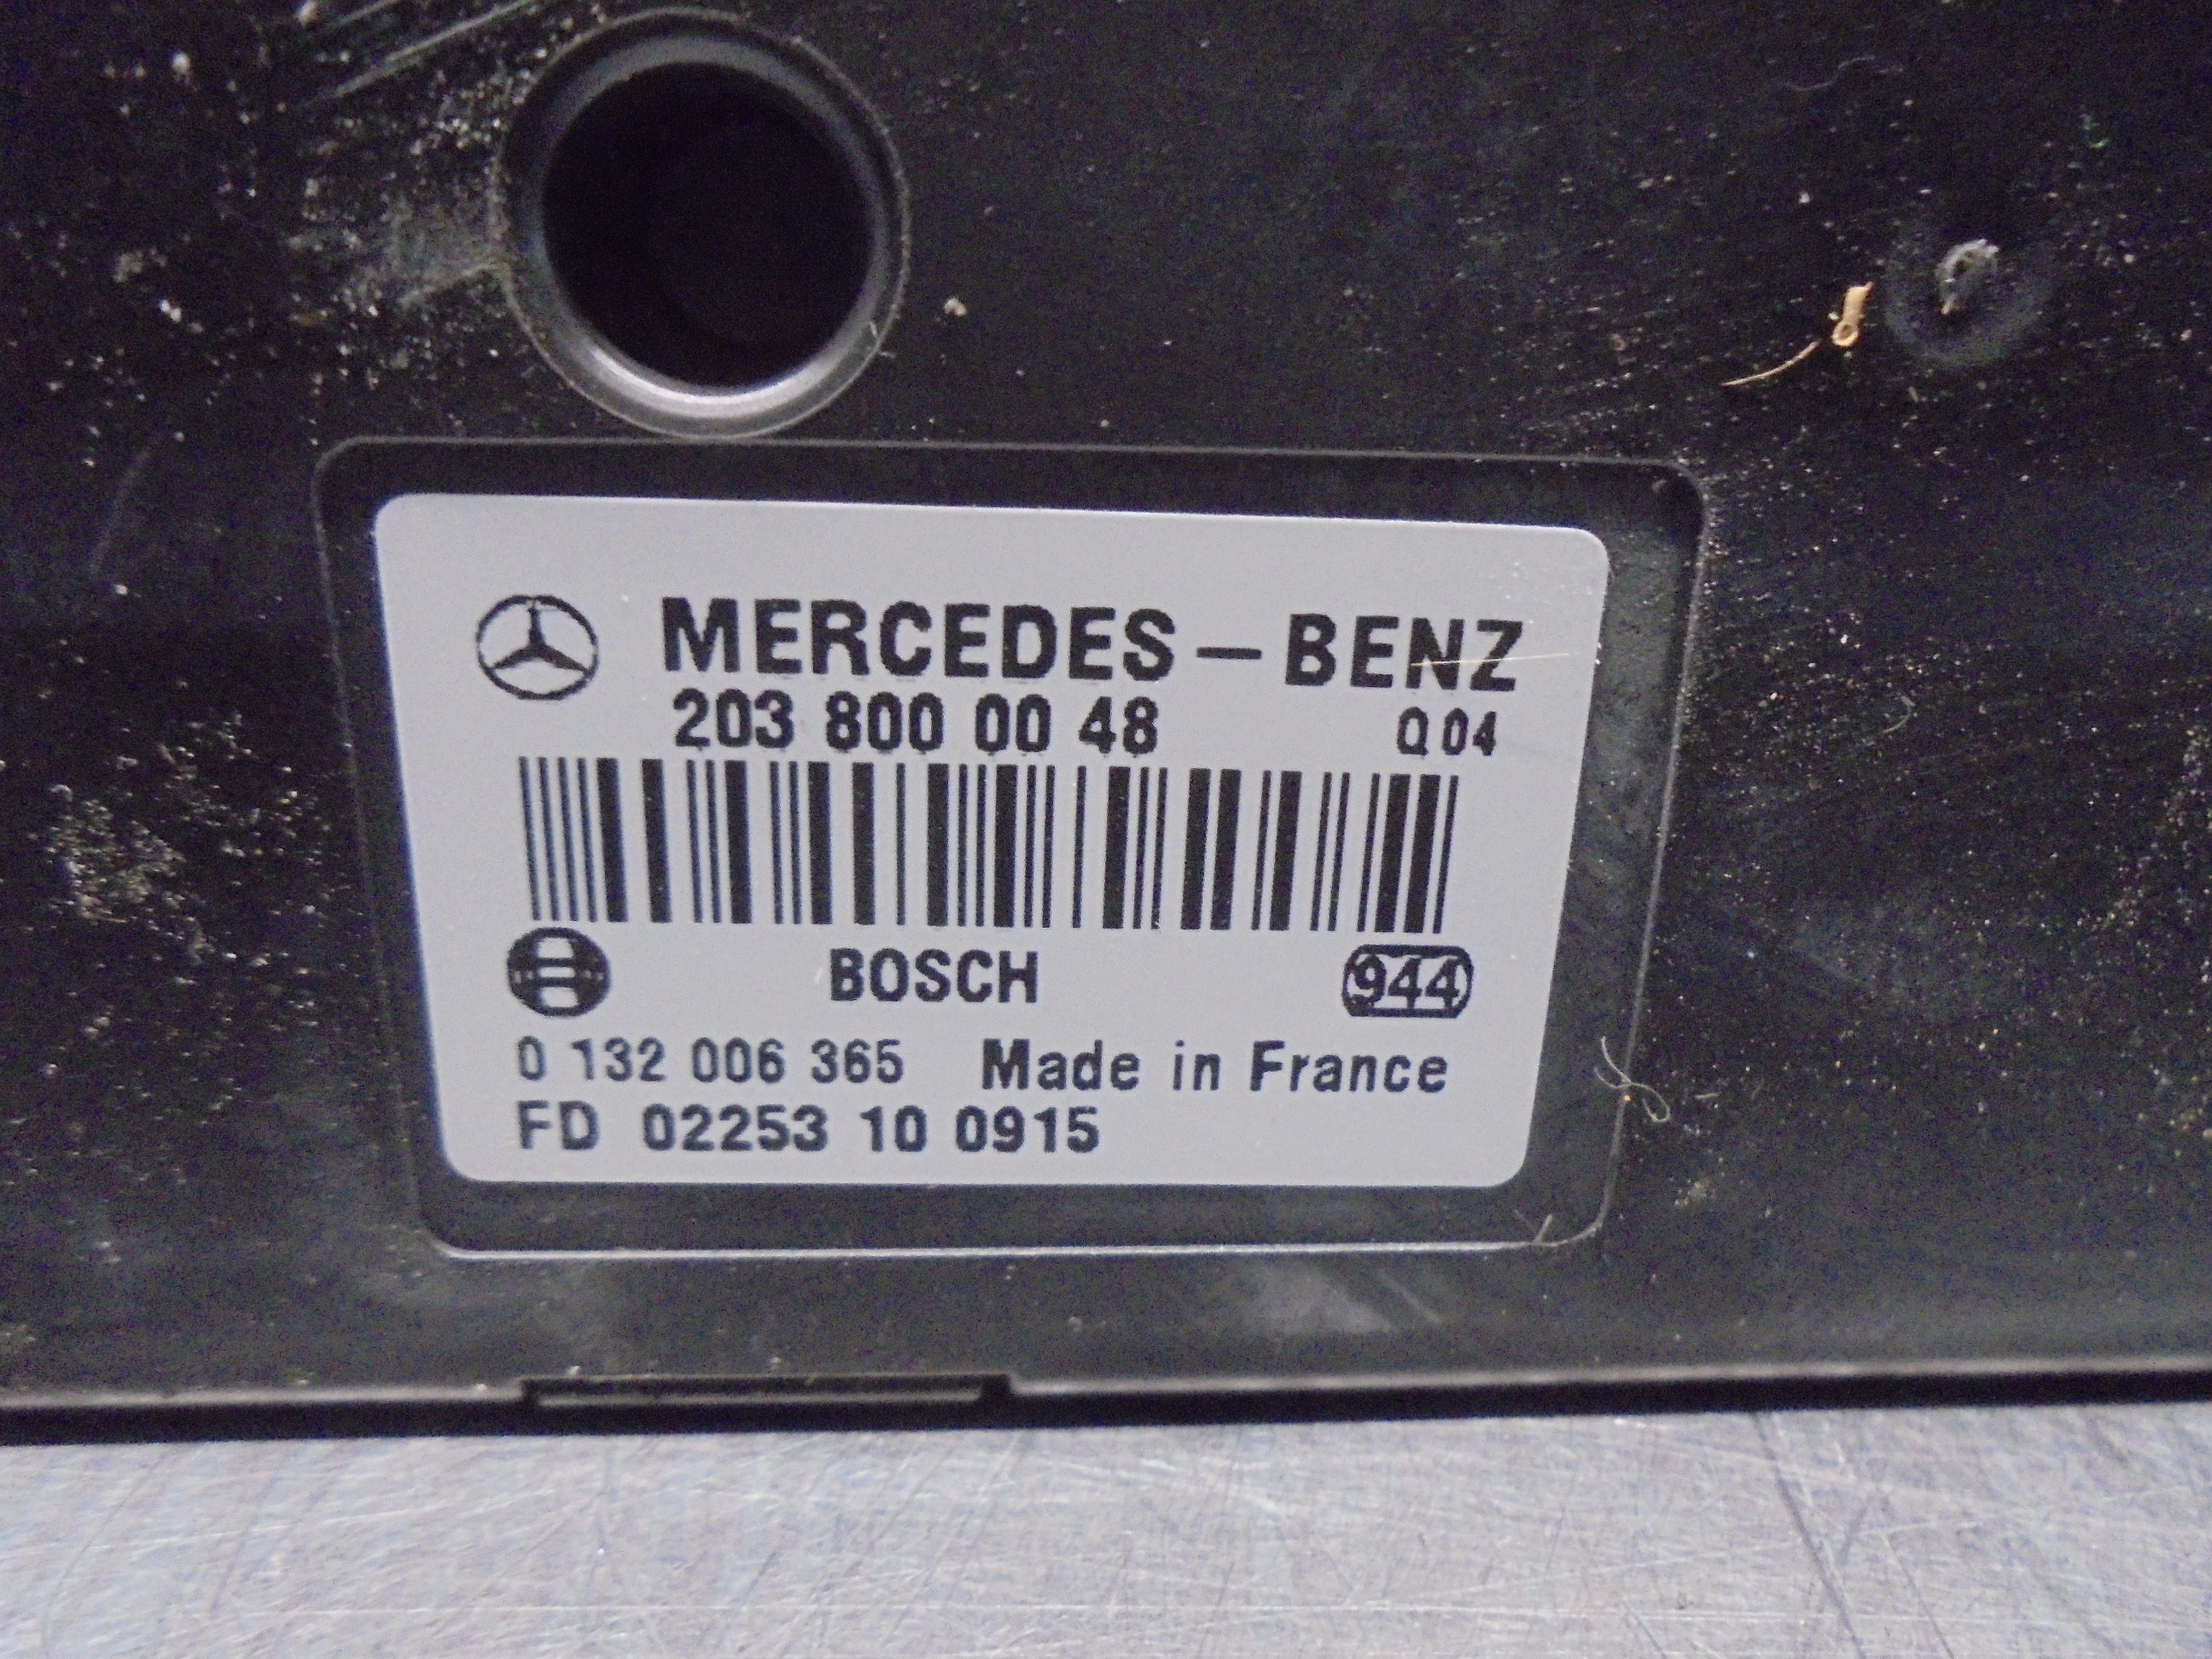 MERCEDES-BENZ
203 800 00 48 Q 04
BOSCH 944
0 132 006 365 Made in France
FD 02253 10 0915